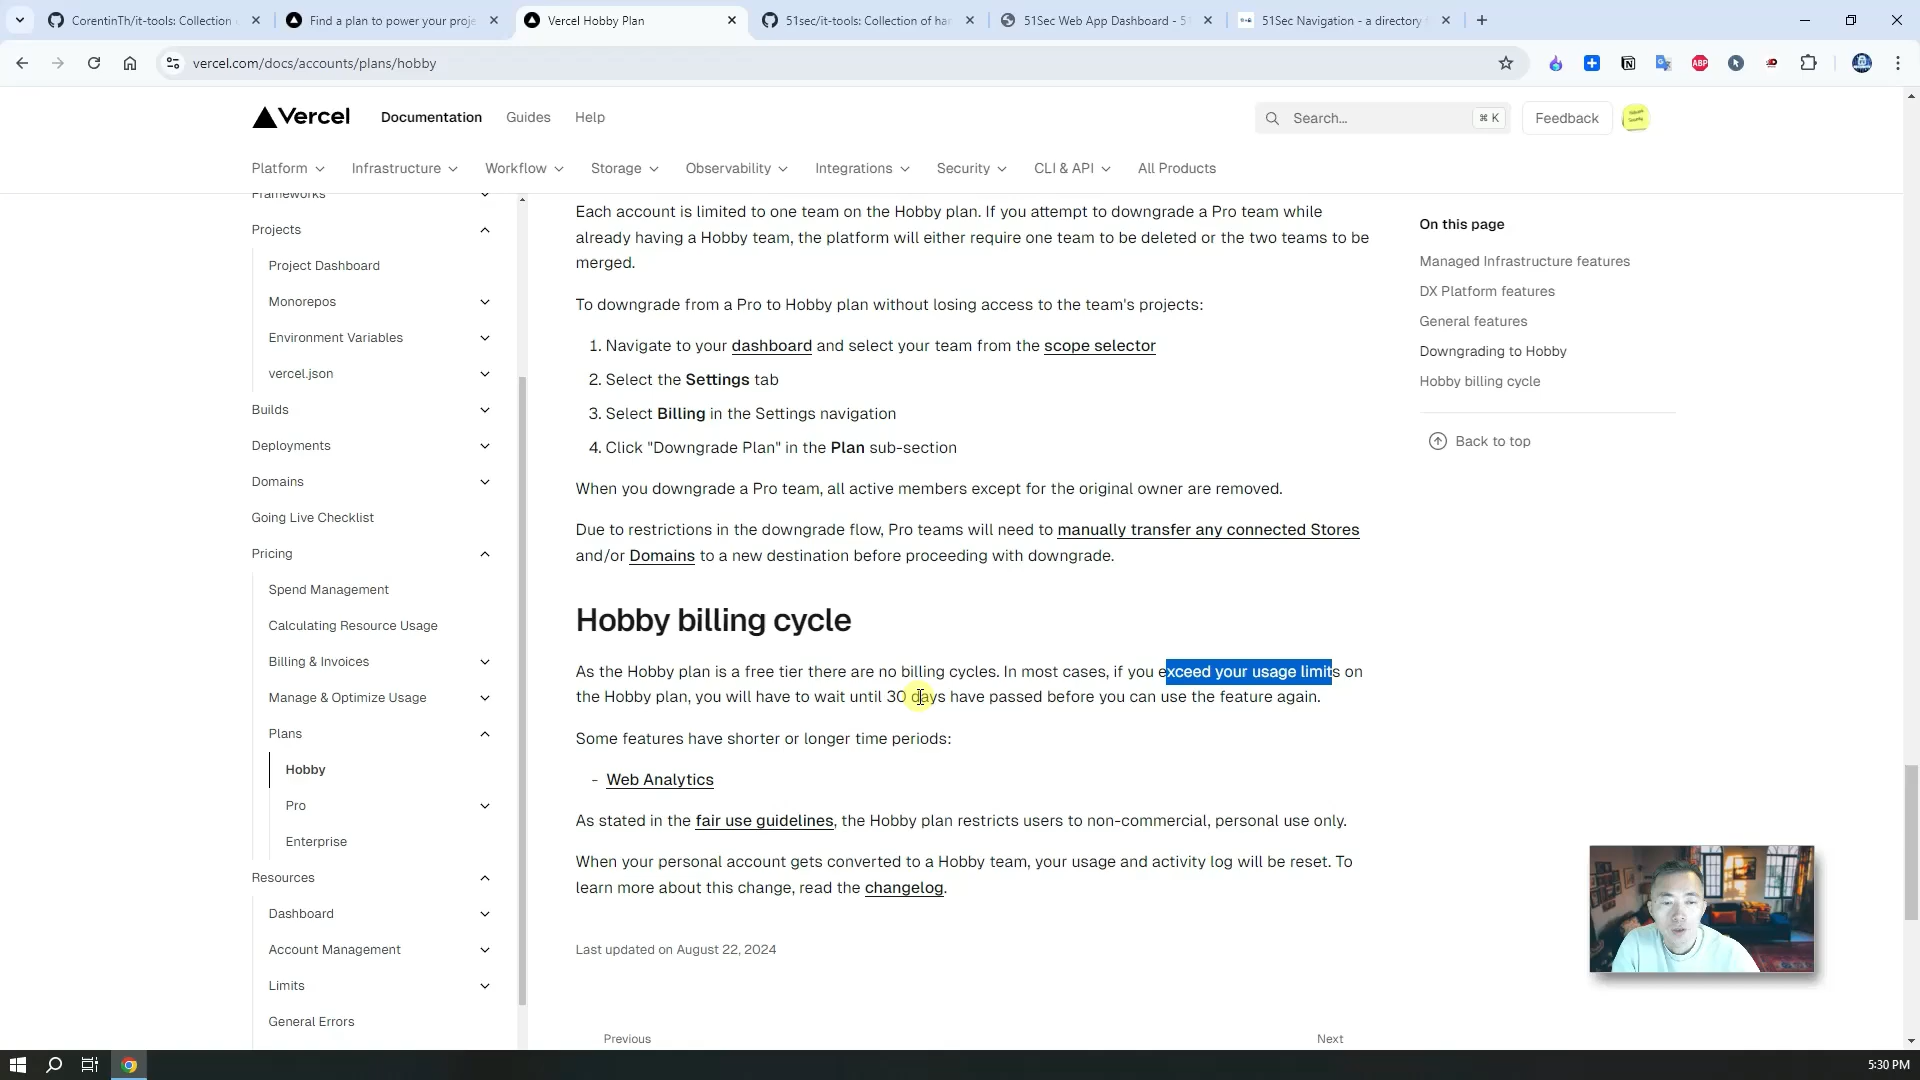 CorentinTh/it-tools: Collection
Find a plan to power your proje
Vercel Hobby Plan
51sec/it-tools: Collection of har
51Sec Web App Dashboard - 5
51Sec Navigation - a directory
vercel.com/docs/accounts/plans/hobby
Vercel
Documentation
Guides
Help
Search...
⌘ K
Feedback
Platform
Infrastructure
Workflow
Storage
Observability
Integrations
Security
CLI & API
All Products
Frameworks
Projects
Project Dashboard
Monorepos
Environment Variables
vercel.json
Builds
Deployments
Domains
Going Live Checklist
Pricing
Spend Management
Calculating Resource Usage
Billing & Invoices
Manage & Optimize Usage
Plans
Hobby
Pro
Enterprise
Resources
Dashboard
Account Management
Limits
General Errors
Each account is limited to one team on the Hobby plan. If you attempt to downgrade a Pro team while
already having a Hobby team, the platform will either require one team to be deleted or the two teams to be
merged.
To downgrade from a Pro to Hobby plan without losing access to the team's projects:
1. Navigate to your dashboard and select your team from the scope selector
2. Select the Settings tab
3. Select Billing in the Settings navigation
4. Click "Downgrade Plan" in the Plan sub-section
When you downgrade a Pro team, all active members except for the original owner are removed.
Due to restrictions in the downgrade flow, Pro teams will need to manually transfer any connected Stores
and/or Domains to a new destination before proceeding with downgrade.
Hobby billing cycle
As the Hobby plan is a free tier there are no billing cycles. In most cases, if you exceed your usage limits on
the Hobby plan, you will have to wait until 30 days have passed before you can use the feature again.
Some features have shorter or longer time periods:
- Web Analytics
As stated in the fair use guidelines, the Hobby plan restricts users to non-commercial, personal use only.
When your personal account gets converted to a Hobby team, your usage and activity log will be reset. To
learn more about this change, read the changelog.
Last updated on August 22, 2024
Previous
Next
On this page
Managed Infrastructure features
DX Platform features
General features
Downgrading to Hobby
Hobby billing cycle
Back to top
ABP
5:30 PM